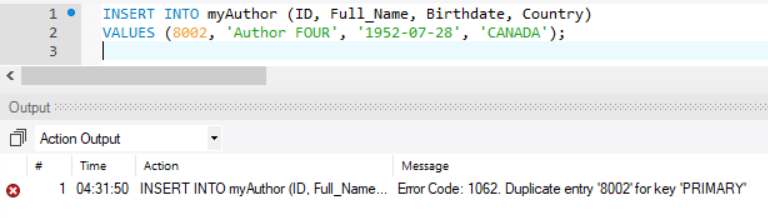 1 INSERT INTO myAuthor (ID, Full_Name, Birthdate, Country)
2 VALUES (8002, 'Author FOUR', '1952-07-28', 'CANADA');
3
Output
Action Output
# Time Action Message
1 04:31:50 INSERT INTO myAuthor (ID, Full_Name... Error Code: 1062. Duplicate entry '8002' for key 'PRIMARY'